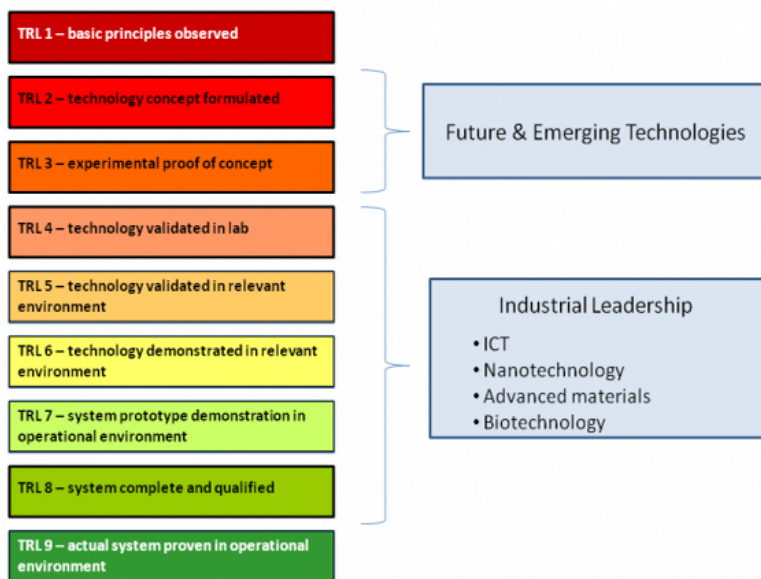 TRL 1 – basic principles observed
TRL 2 – technology concept formulated
TRL 3 – experimental proof of concept
Future & Emerging Technologies
TRL 4 – technology validated in lab
TRL 5 – technology validated in relevant
environment
TRL 6 – technology demonstrated in relevant
environment
TRL 7 – system prototype demonstration in
operational environment
TRL 8 – system complete and qualified
Industrial Leadership
• ICT
• Nanotechnology
• Advanced materials
• Biotechnology
TRL 9 – actual system proven in operational
environment